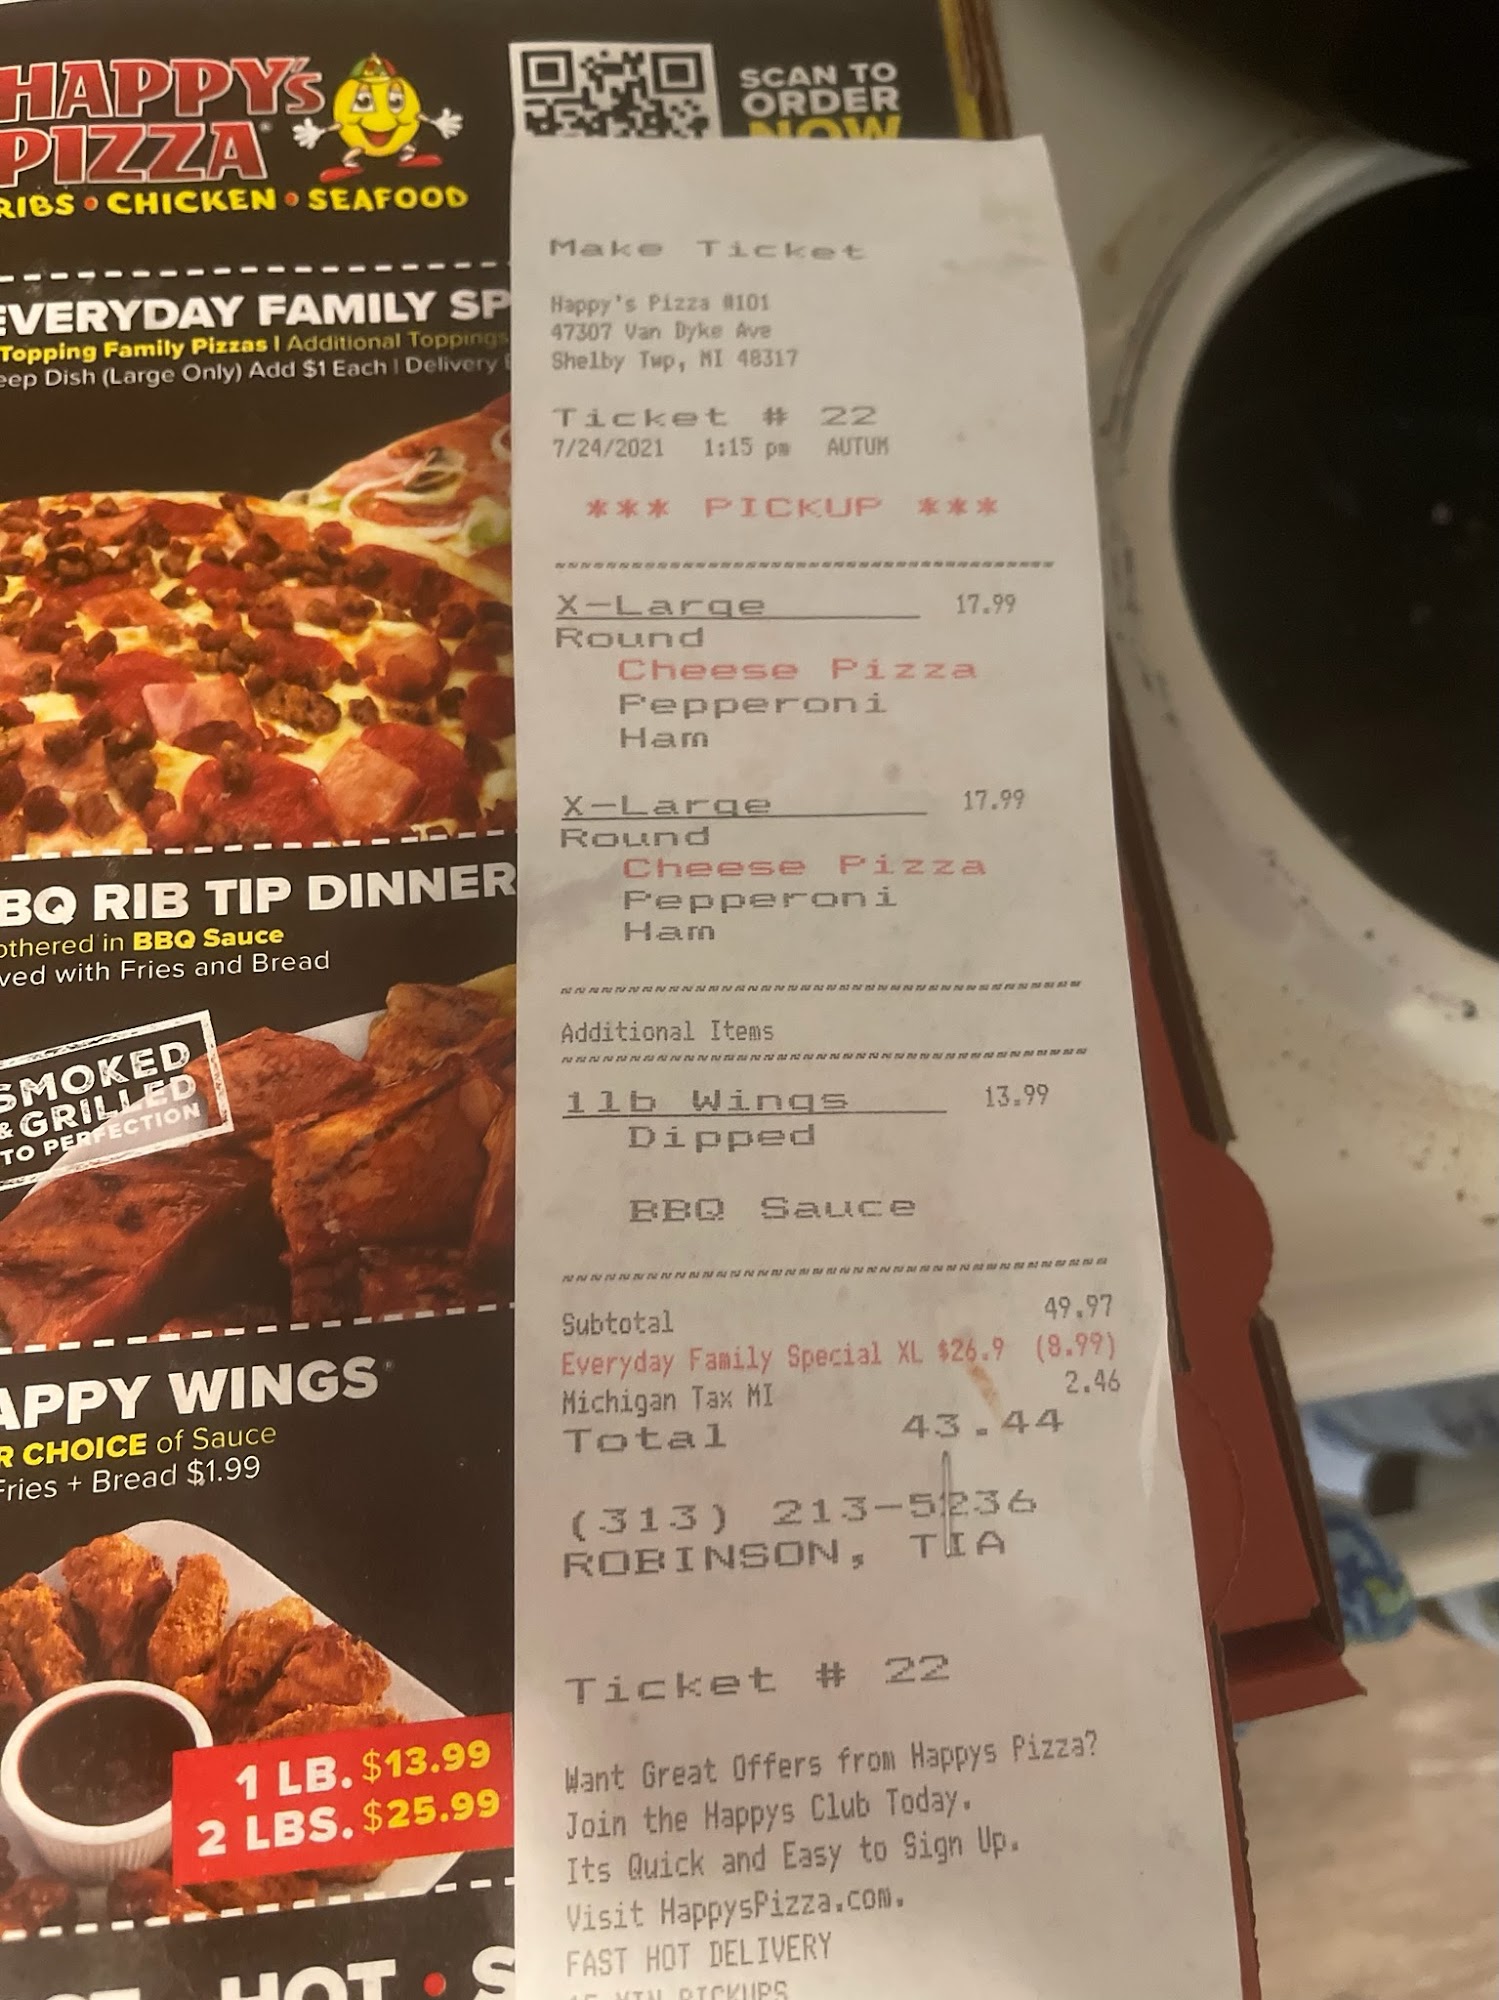 HAPPY's
PIZZA
RIBS • CHICKEN • SEAFOOD
SCAN TO
ORDER
NOW
EVERYDAY FAMILY SP
Topping Family Pizzas | Additional Toppings
eep Dish (Large Only) Add $1 Each | Delivery
BQ RIB TIP DINNER
othered in BBQ Sauce
ved with Fries and Bread
SMOKED
& GRILLED
TO PERFECTION
APPY WINGS
R CHOICE of Sauce
Fries + Bread $1.99
1 LB. $13.99
2 LBS. $25.99
HOT • S
Make Ticket
Happy's Pizza #101
47307 Van Dyke Ave
Shelby Twp, MI 48317
Ticket # 22
7/24/2021 1:15 pm AUTUM
*** PICKUP ***
X-Large 17.99
Round
Cheese Pizza
Pepperoni
Ham
X-Large 17.99
Round
Cheese Pizza
Pepperoni
Ham
Additional Items
1lb Wings 13.99
Dipped
BBQ Sauce
Subtotal 49.97
Everyday Family Special XL $26.9 (8.99)
Michigan Tax MI 2.46
Total 43.44
(313) 213-5236
ROBINSON, TIA
Ticket # 22
Want Great Offers from Happys Pizza?
Join the Happys Club Today.
Its Quick and Easy to Sign Up.
Visit HappysPizza.com.
FAST HOT DELIVERY
15 MIN PICKUPS